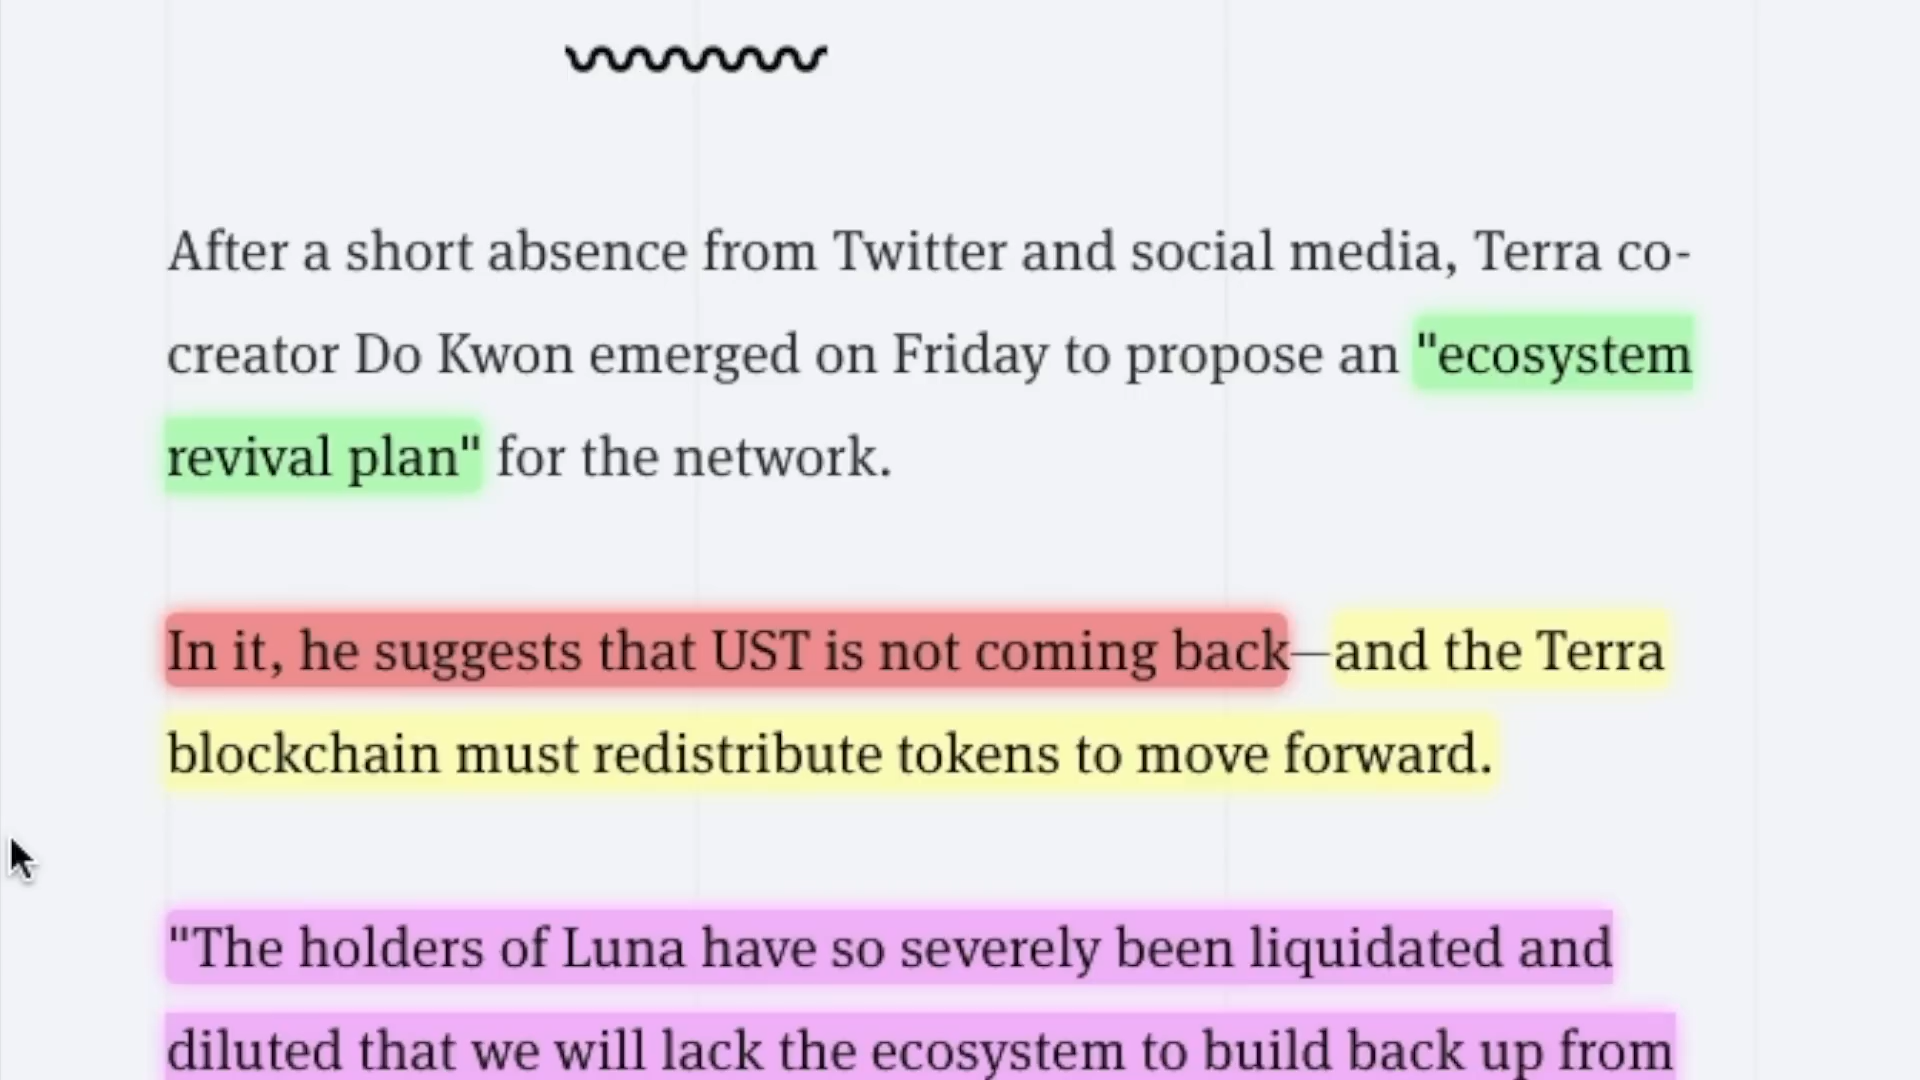 After a short absence from Twitter and social media, Terra co-
creator Do Kwon emerged on Friday to propose an "ecosystem
revival plan" for the network.
In it, he suggests that UST is not coming back—and the Terra
blockchain must redistribute tokens to move forward.
"The holders of Luna have so severely been liquidated and
diluted that we will lack the ecosystem to build back up from